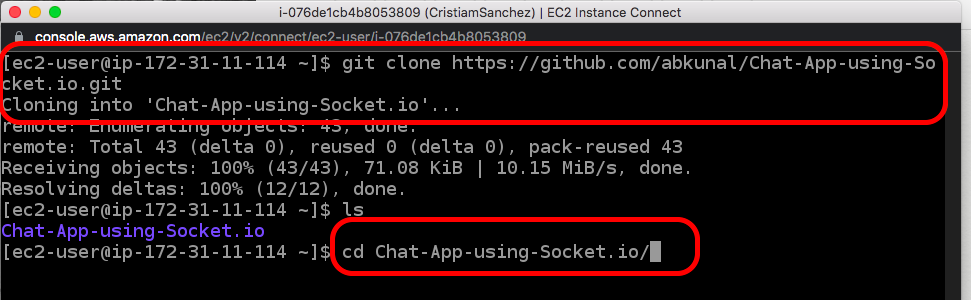 i-076de1cb4b8053809 (CristiamSanchez) | EC2 Instance Connect
console.aws.amazon.com/ec2/v2/connect/ec2-user/i-076de1cb4b8053809
[ec2-user@ip-172-31-11-114 ~]$ git clone https://github.com/abkunal/Chat-App-using-So
cket.io.git
Cloning into 'Chat-App-using-Socket.io'...
remote: Enumerating objects: 43, done.
remote: Total 43 (delta 0), reused 0 (delta 0), pack-reused 43
Receiving objects: 100% (43/43), 71.08 KiB | 10.15 MiB/s, done.
Resolving deltas: 100% (12/12), done.
[ec2-user@ip-172-31-11-114 ~]$ ls
Chat-App-using-Socket.io
[ec2-user@ip-172-31-11-114 ~]$ cd Chat-App-using-Socket.io/